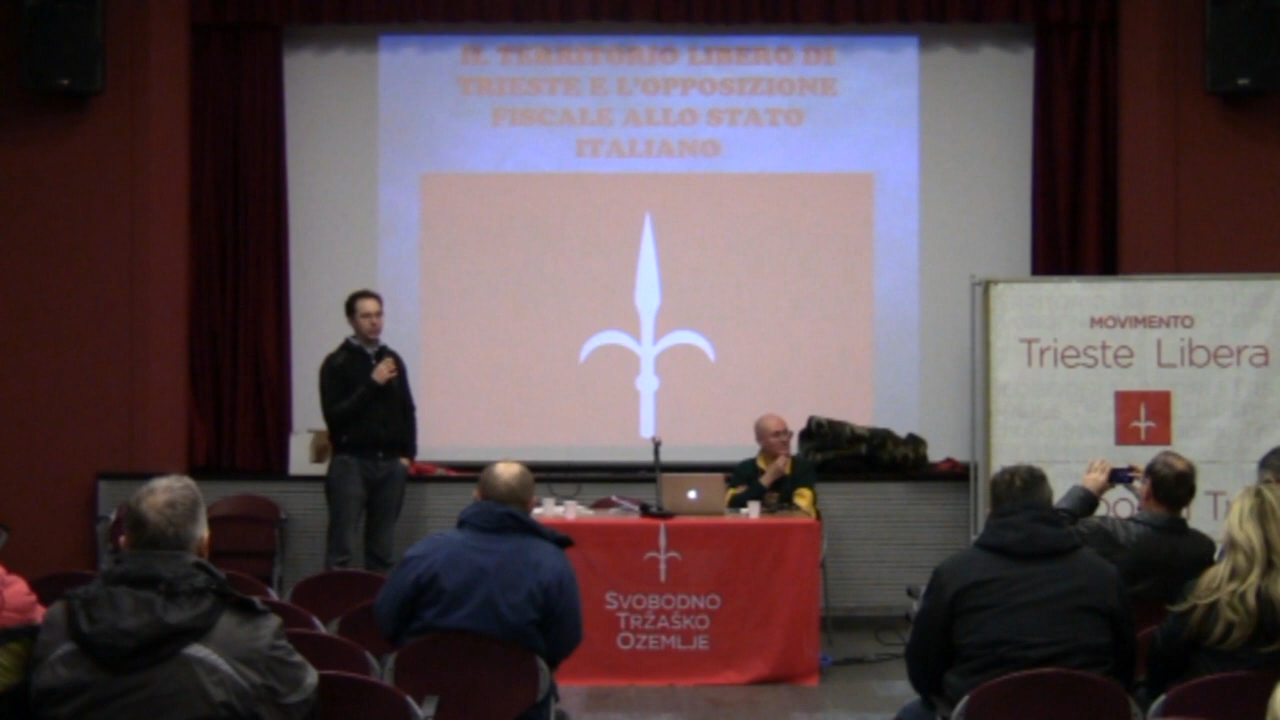 IL TERRITORIO LIBERO DI
TRIESTE E L'OPPOSIZIONE
FISCALE ALLO STATO
ITALIANO
MOVIMENTO
Trieste Libera
SVOBODNO
TRŽAŠKO
OZEMLJE